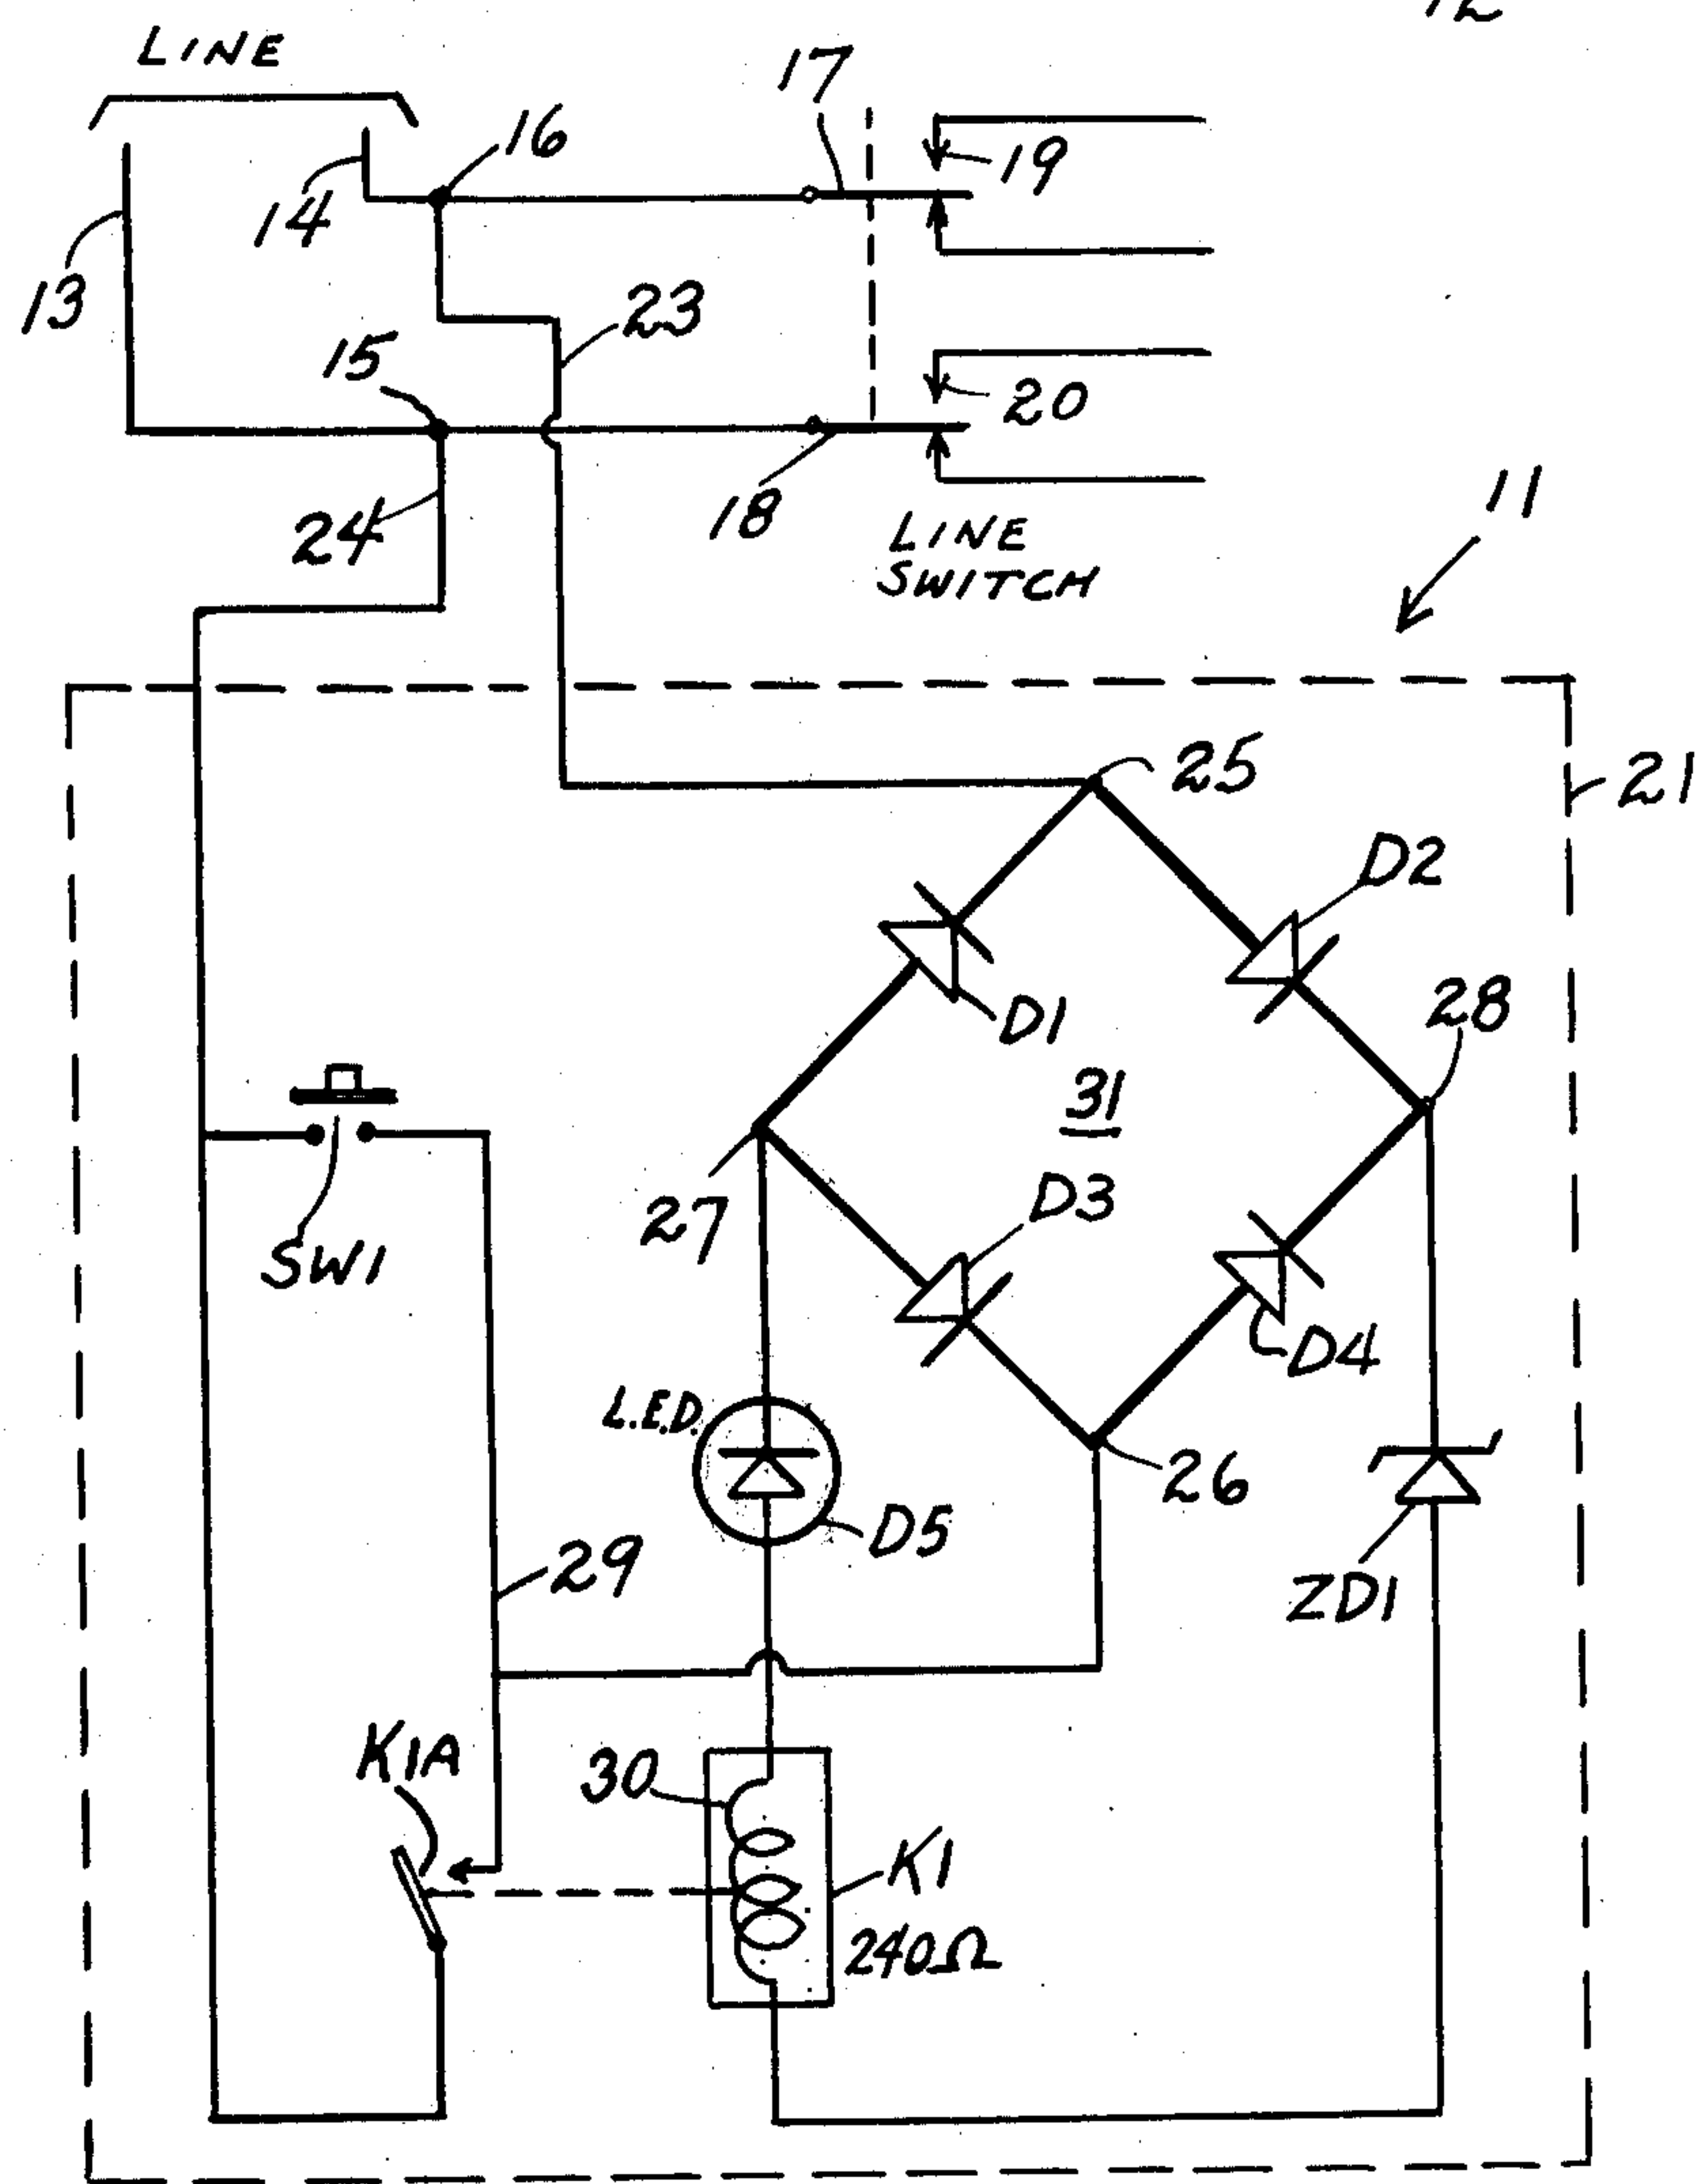 12
LINE
17
16
19
14
13
23
15
20
18
24
LINE
SWITCH
11
25
21
D2
28
D1
31
27
D3
SW1
D4
L.E.D.
26
D5
29
ZD1
K1A
30
K1
240Ω